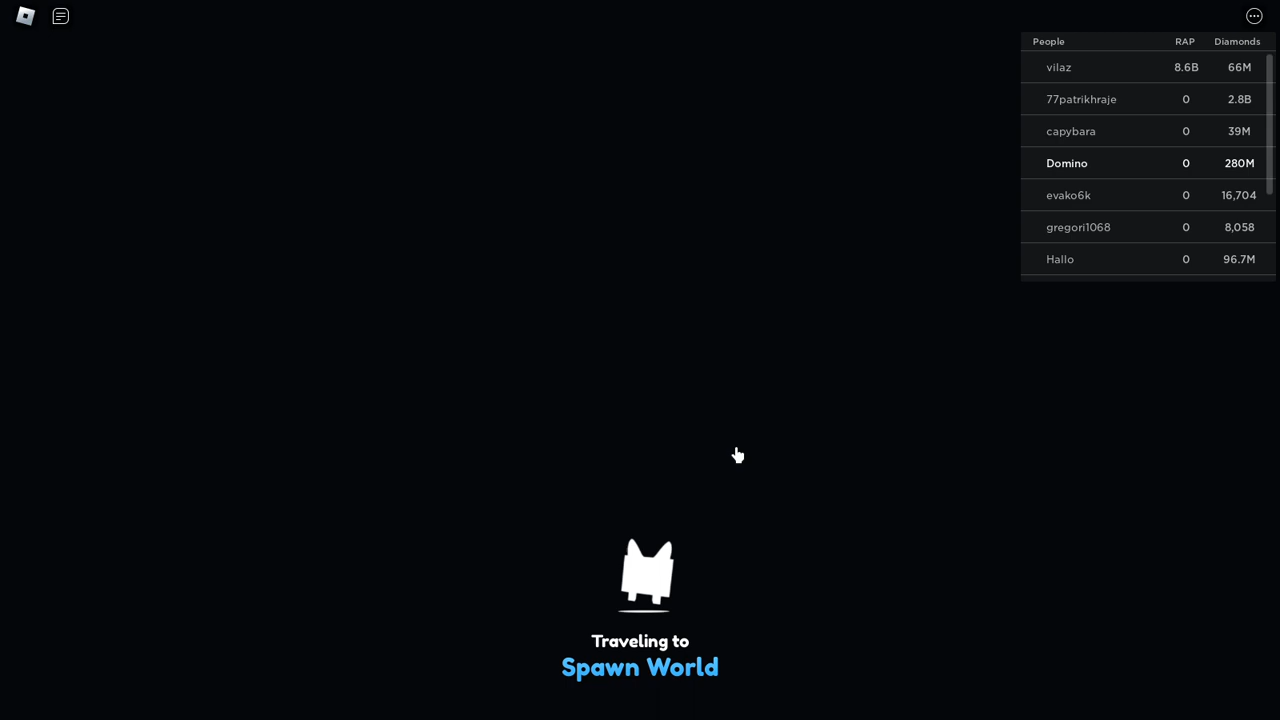 People RAP Diamonds
vilaz 8.6B 66M
77patrikhraje 0 2.8B
capybara 0 39M
Domino 0 280M
evako6k 0 16,704
gregori1068 0 8,058
Hallo 0 96.7M
Traveling to
Spawn World